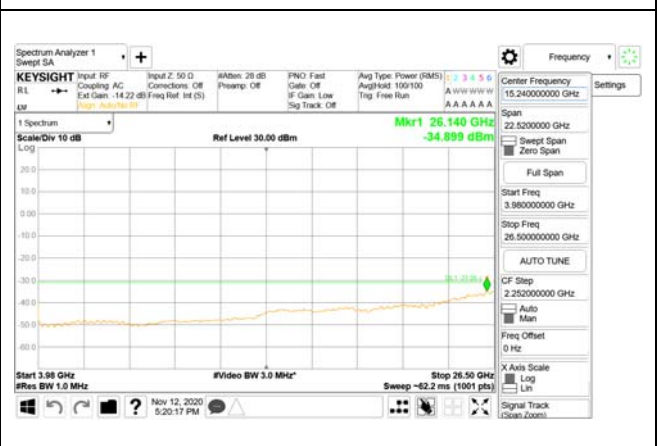 Spectrum Analyzer 1
Swept SA
Frequency
KEYSIGHT
RL
Input: RF
Coupling: AC
Ext Gain: -14.22 dB
Align: Auto/No RF
Input Z: 50 Ω
Corrections: Off
Freq Ref: Int (S)
#Atten: 28 dB
Preamp: Off
PNO: Fast
Gate: Off
IF Gain: Low
Sig Track: Off
Avg Type: Power (RMS)
Avg|Hold: 100/100
Trig: Free Run
1 2 3 4 5 6
A W W W W W
A A A A A A
1 Spectrum
Scale/Div 10 dB
Log
Ref Level 30.00 dBm
Mkr1 26.140 GHz
-34.899 dBm
20.0
10.0
0.00
-10.0
-20.0
-30.0
-40.0
-50.0
-60.0
Start 3.98 GHz
#Res BW 1.0 MHz
#Video BW 3.0 MHz*
Stop 26.50 GHz
Sweep ~62.2 ms (1001 pts)
Nov 12, 2020
5:20:17 PM
Center Frequency
15.240000000 GHz
Settings
Span
22.5200000 GHz
Swept Span
Zero Span
Full Span
Start Freq
3.980000000 GHz
Stop Freq
26.500000000 GHz
AUTO TUNE
CF Step
2.252000000 GHz
Auto
Man
Freq Offset
0 Hz
X Axis Scale
Log
Lin
Signal Track
(Span Zoom)